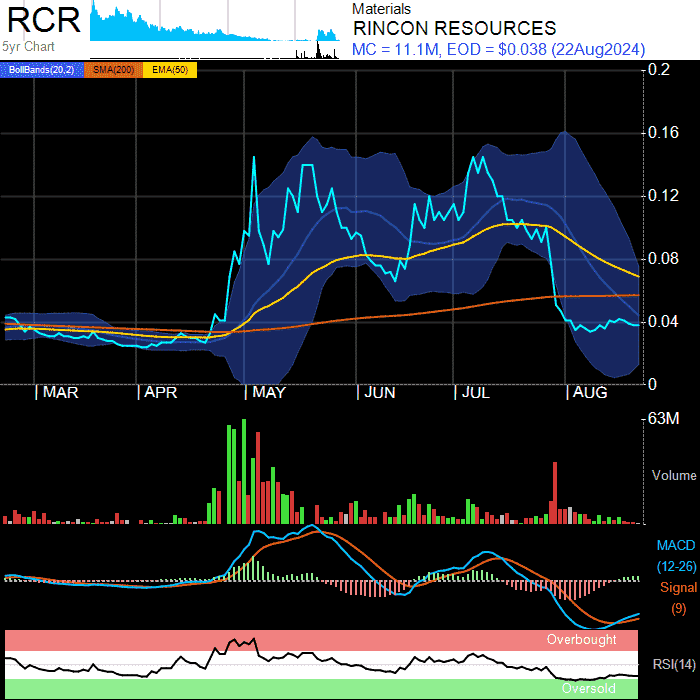 RCR
5yr Chart
Materials
RINCON RESOURCES
MC = 11.1M, EOD = $0.038 (22Aug2024)
BollBands(20,2) SMA(200) EMA(50)
0.2
0.16
0.12
0.08
0.04
0
| MAR | APR | MAY | JUN | JUL | AUG
63M
Volume
MACD
(12-26)
Signal
(9)
Overbought
RSI(14)
Oversold